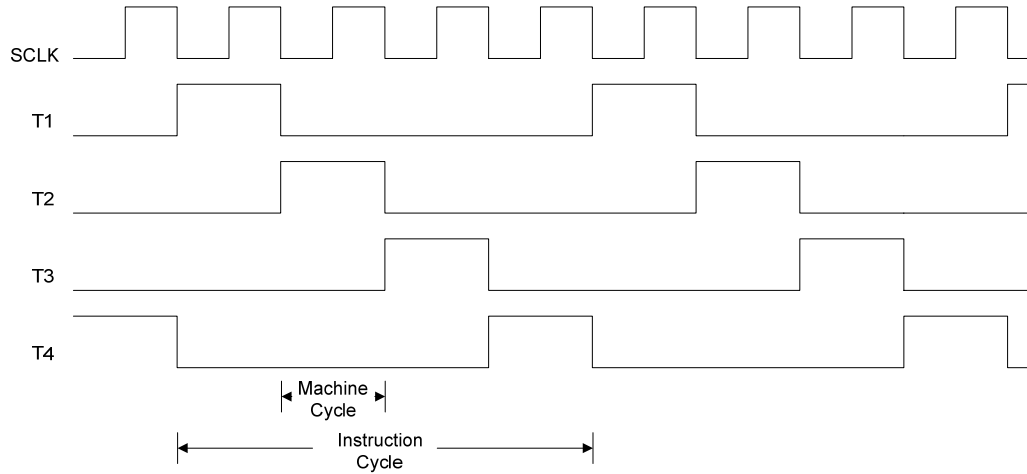 SCLK
T1
T2
T3
T4
Machine
Cycle
Instruction
Cycle